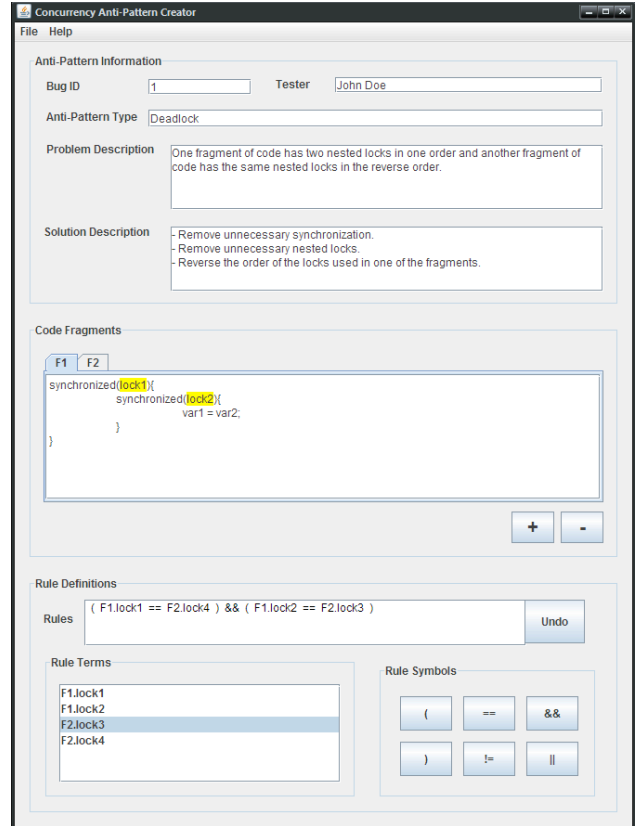 Concurrency Anti-Pattern Creator
File Help
Anti-Pattern Information
Bug ID 1 Tester John Doe
Anti-Pattern Type Deadlock
Problem Description One fragment of code has two nested locks in one order and another fragment of
code has the same nested locks in the reverse order.
Solution Description - Remove unnecessary synchronization.
- Remove unnecessary nested locks.
- Reverse the order of the locks used in one of the fragments.
Code Fragments
F1 F2
synchronized(lock1){
synchronized(lock2){
var1 = var2;
}
}
+ -
Rule Definitions
Rules ( F1.lock1 == F2.lock4 ) && ( F1.lock2 == F2.lock3 ) Undo
Rule Terms
F1.lock1
F1.lock2
F2.lock3
F2.lock4
Rule Symbols
( == &&
) != ||